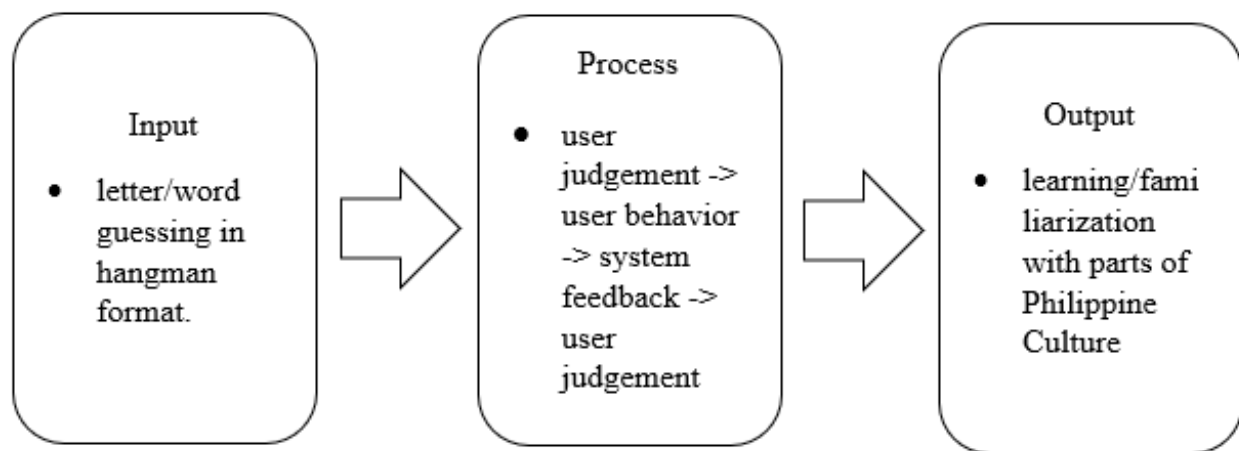 Input
• letter/word
guessing in
hangman
format.
Process
• user
judgement ->
user behavior
-> system
feedback ->
user
judgement
Output
• learning/fami
liarization
with parts of
Philippine
Culture